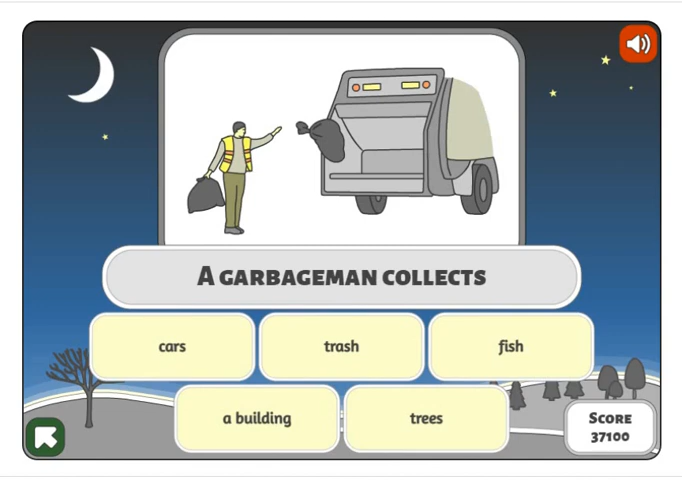 A garbageman collects
cars
trash
fish
a building
trees
Score
37100